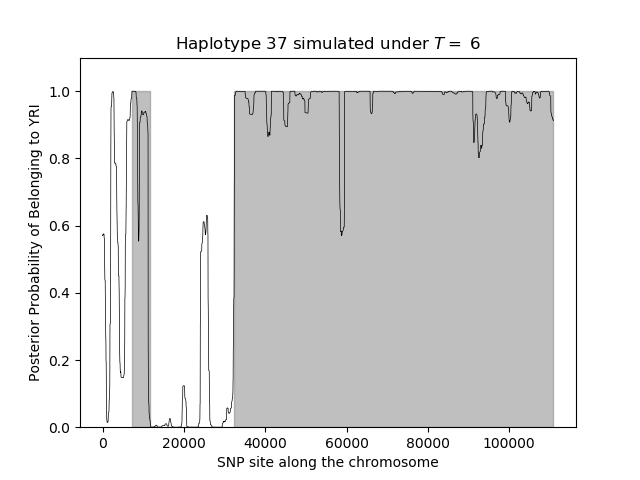 Haplotype 37 simulated under T = 6
Posterior Probability of Belonging to YRI
1.0
0.8
0.6
0.4
0.2
0.0
0 20000 40000 60000 80000 100000
SNP site along the chromosome